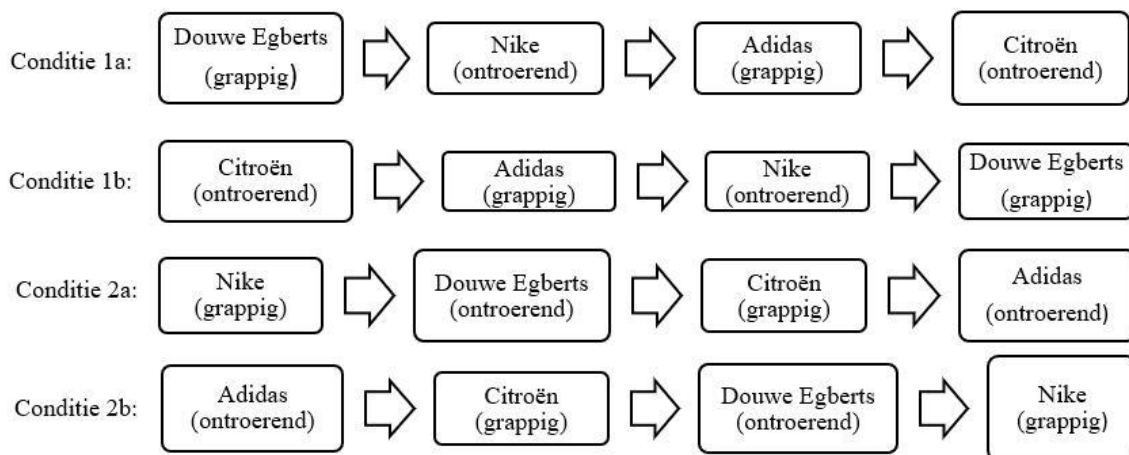 Conditie 1a:
Douwe Egberts
(grappig)
Nike
(ontroerend)
Adidas
(grappig)
Citroën
(ontroerend)
Conditie 1b:
Citroën
(ontroerend)
Adidas
(grappig)
Nike
(ontroerend)
Douwe Egberts
(grappig)
Conditie 2a:
Nike
(grappig)
Douwe Egberts
(ontroerend)
Citroën
(grappig)
Adidas
(ontroerend)
Conditie 2b:
Adidas
(ontroerend)
Citroën
(grappig)
Douwe Egberts
(ontroerend)
Nike
(grappig)